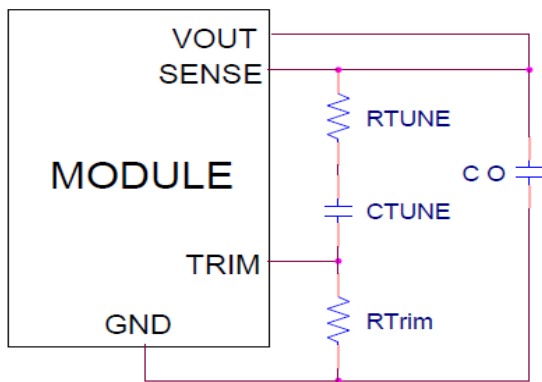 VOUT
SENSE
RTUNE
MODULE
C O
CTUNE
TRIM
RTrim
GND